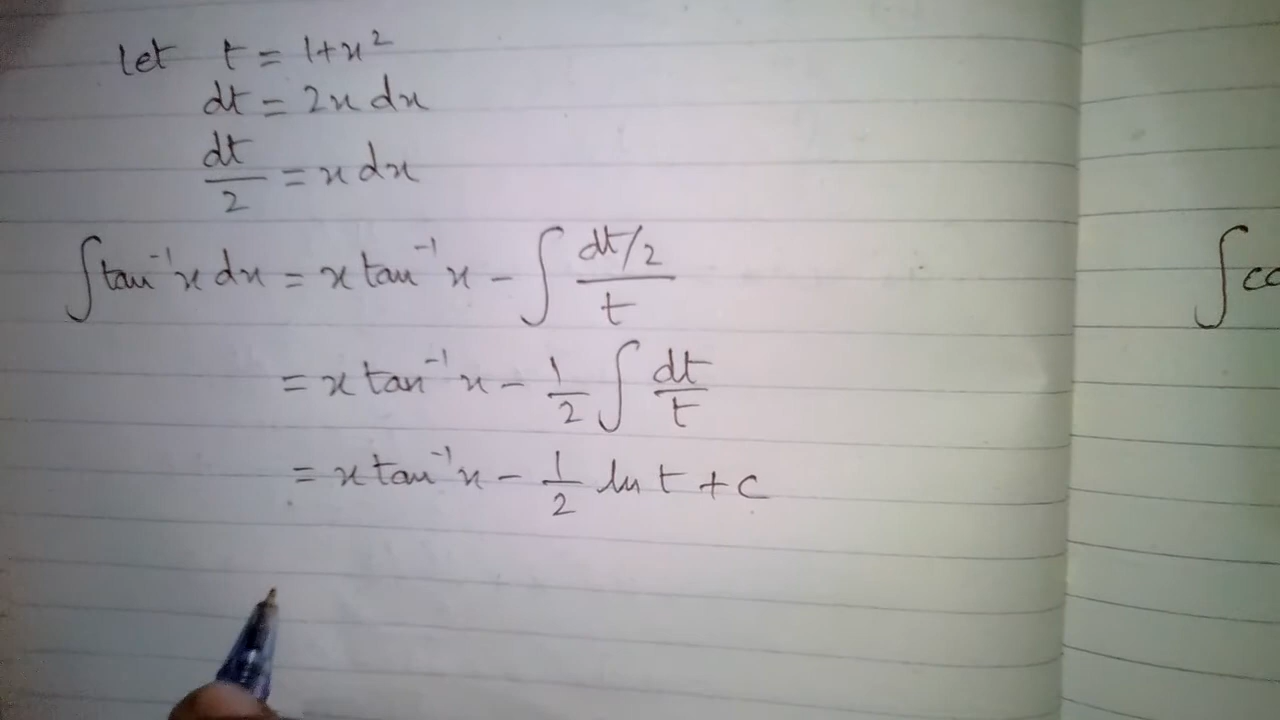 let t = 1+x²
dt = 2x dx
dt/2 = x dx
∫tan⁻¹x dx = x tan⁻¹x - ∫ (dt/2)/t
= x tan⁻¹x - 1/2 ∫ dt/t
= x tan⁻¹x - 1/2 ln t + c
∫